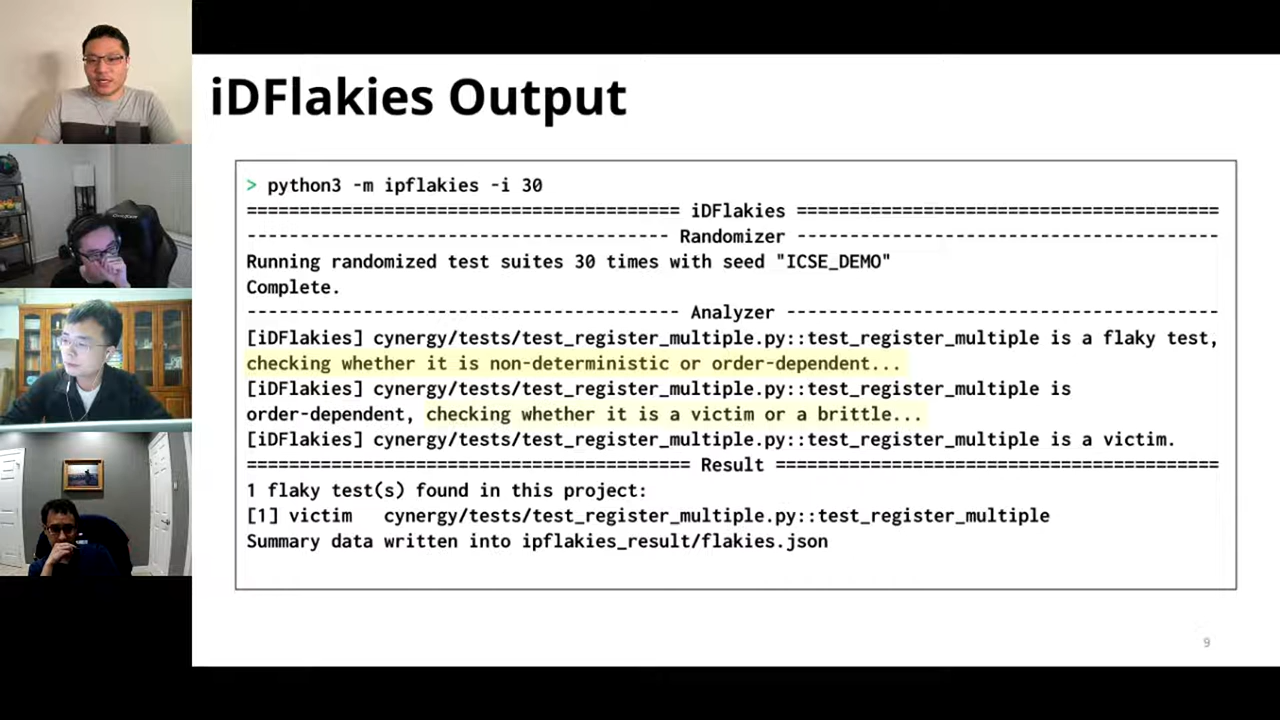 iDFlakies Output
> python3 -m ipflakies -i 30
========================================= iDFlakies ========================================
---------------------------------------- Randomizer ----------------------------------------
Running randomized test suites 30 times with seed "ICSE_DEMO"
Complete.
----------------------------------------- Analyzer -----------------------------------------
[iDFlakies] cynergy/tests/test_register_multiple.py::test_register_multiple is a flaky test,
checking whether it is non-deterministic or order-dependent...
[iDFlakies] cynergy/tests/test_register_multiple.py::test_register_multiple is
order-dependent, checking whether it is a victim or a brittle...
[iDFlakies] cynergy/tests/test_register_multiple.py::test_register_multiple is a victim.
========================================== Result ==========================================
1 flaky test(s) found in this project:
[1] victim   cynergy/tests/test_register_multiple.py::test_register_multiple
Summary data written into ipflakies_result/flakies.json
9